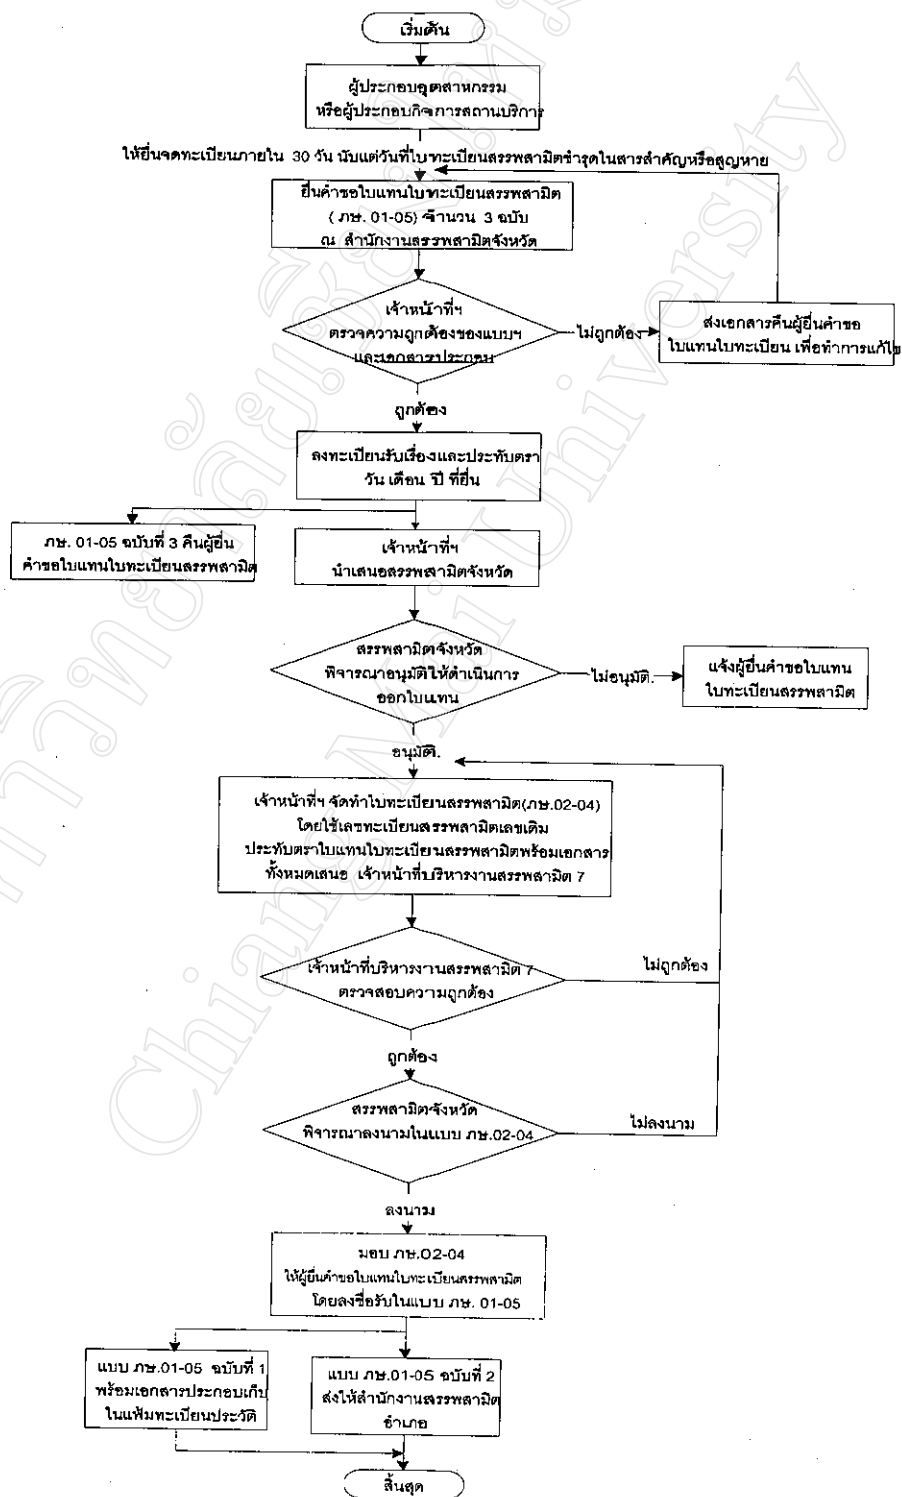 เริ่มต้น
ผู้ประกอบอุตสาหกรรม
หรือผู้ประกอบกิจการสถานบริการ
ให้ยื่นจดทะเบียนภายใน 30 วัน นับแต่วันที่ใบทะเบียนสรรพสามิตชำรุดในสารสำคัญหรือสูญหาย
ยื่นคำขอใบแทนใบทะเบียนสรรพสามิต
( ภษ. 01-05) จำนวน 3 ฉบับ
ณ สำนักงานสรรพสามิตจังหวัด
เจ้าหน้าที่ฯ
ตรวจความถูกต้องของแบบฯ
และเอกสารประกอบ
ไม่ถูกต้อง
ส่งเอกสารคืนผู้ยื่นคำขอ
ใบแทนใบทะเบียน เพื่อทำการแก้ไข
ถูกต้อง
ลงทะเบียนรับเรื่องและประทับตรา
วัน เดือน ปี ที่ยื่น
ภษ. 01-05 ฉบับที่ 3 คืนผู้ยื่น
คำขอใบแทนใบทะเบียนสรรพสามิต
เจ้าหน้าที่ฯ
นำเสนอสรรพสามิตจังหวัด
สรรพสามิตจังหวัด
พิจารณาอนุมัติให้ดำเนินการ
ออกใบแทน
ไม่อนุมัติ.
แจ้งผู้ยื่นคำขอใบแทน
ใบทะเบียนสรรพสามิต
อนุมัติ.
เจ้าหน้าที่ฯ จัดทำใบทะเบียนสรรพสามิต(ภษ.02-04)
โดยใช้เลขทะเบียนสรรพสามิตเลขเดิม
ประทับตราใบแทนใบทะเบียนสรรพสามิตพร้อมเอกสาร
ทั้งหมดเสนอ เจ้าหน้าที่บริหารงานสรรพสามิต 7
เจ้าหน้าที่บริหารงานสรรพสามิต 7
ตรวจสอบความถูกต้อง
ไม่ถูกต้อง
ถูกต้อง
สรรพสามิตจังหวัด
พิจารณาลงนามในแบบ ภษ.02-04
ไม่ลงนาม
ลงนาม
มอบ ภษ.02-04
ให้ผู้ยื่นคำขอใบแทนใบทะเบียนสรรพสามิต
โดยลงชื่อรับในแบบ ภษ. 01-05
แบบ ภษ.01-05 ฉบับที่ 1
พร้อมเอกสารประกอบเก็บ
ในแฟ้มทะเบียนประวัติ
แบบ ภษ.01-05 ฉบับที่ 2
ส่งให้สำนักงานสรรพสามิต
อำเภอ
สิ้นสุด
Chiang Mai University